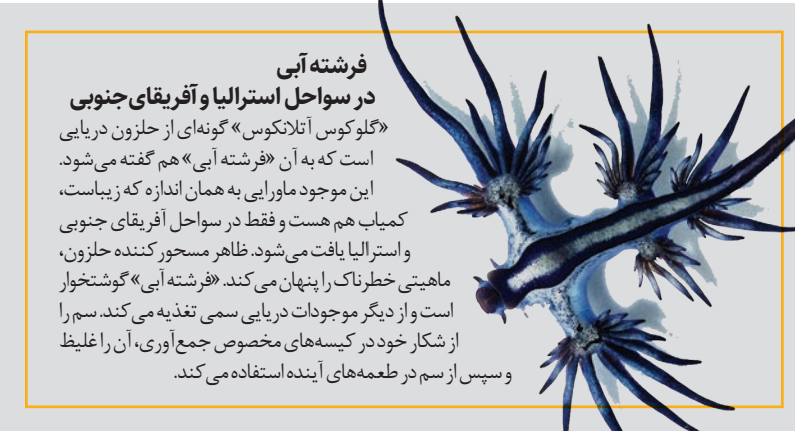 فرشته آبی
در سواحل استرالیا و آفریقای‌جنوبی
«گلوکوس آتلانکوس» گونه‌ای از حلزون دریایی
است که به آن «فرشته آبی» هم گفته می‌شود.
این موجود ماورایی به همان اندازه که زیباست،
کمیاب هم هست و فقط در سواحل آفریقای جنوبی
و استرالیا یافت می‌شود. ظاهر مسحور کننده حلزون،
ماهیتی خطرناک را پنهان می‌کند. «فرشته آبی» گوشتخوار
است و از دیگر موجودات دریایی سمی تغذیه می‌کند. سم را
از شکار خود در کیسه‌های مخصوص جمع‌آوری، آن را غلیظ
و سپس از سم در طعمه‌های آینده استفاده می‌کند.